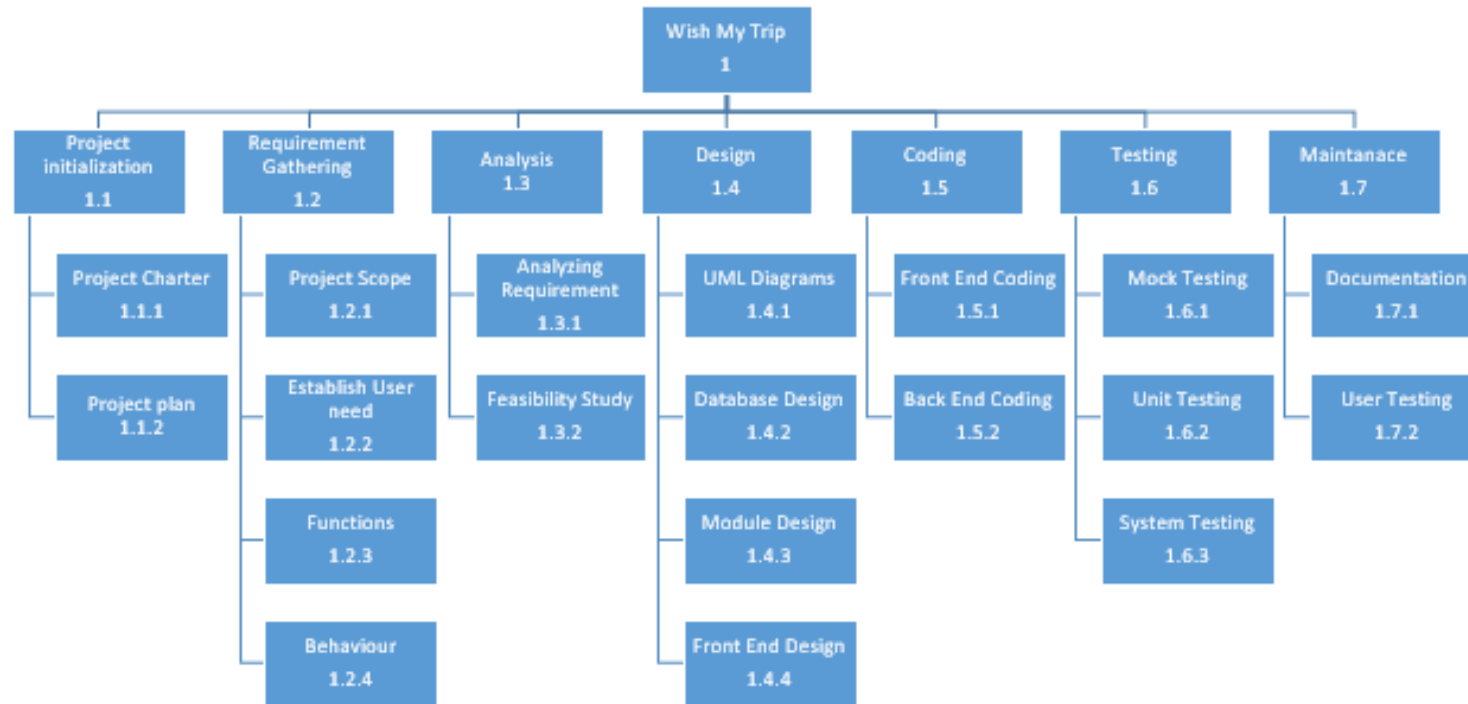 Wish My Trip
1
Project
initialization
1.1
Requirement
Gathering
1.2
Analysis
1.3
Design
1.4
Coding
1.5
Testing
1.6
Maintanace
1.7
Project Charter
1.1.1
Project plan
1.1.2
Project Scope
1.2.1
Establish User
need
1.2.2
Functions
1.2.3
Behaviour
1.2.4
Analyzing
Requirement
1.3.1
Feasibility Study
1.3.2
UML Diagrams
1.4.1
Database Design
1.4.2
Module Design
1.4.3
Front End Design
1.4.4
Front End Coding
1.5.1
Back End Coding
1.5.2
Mock Testing
1.6.1
Unit Testing
1.6.2
System Testing
1.6.3
Documentation
1.7.1
User Testing
1.7.2